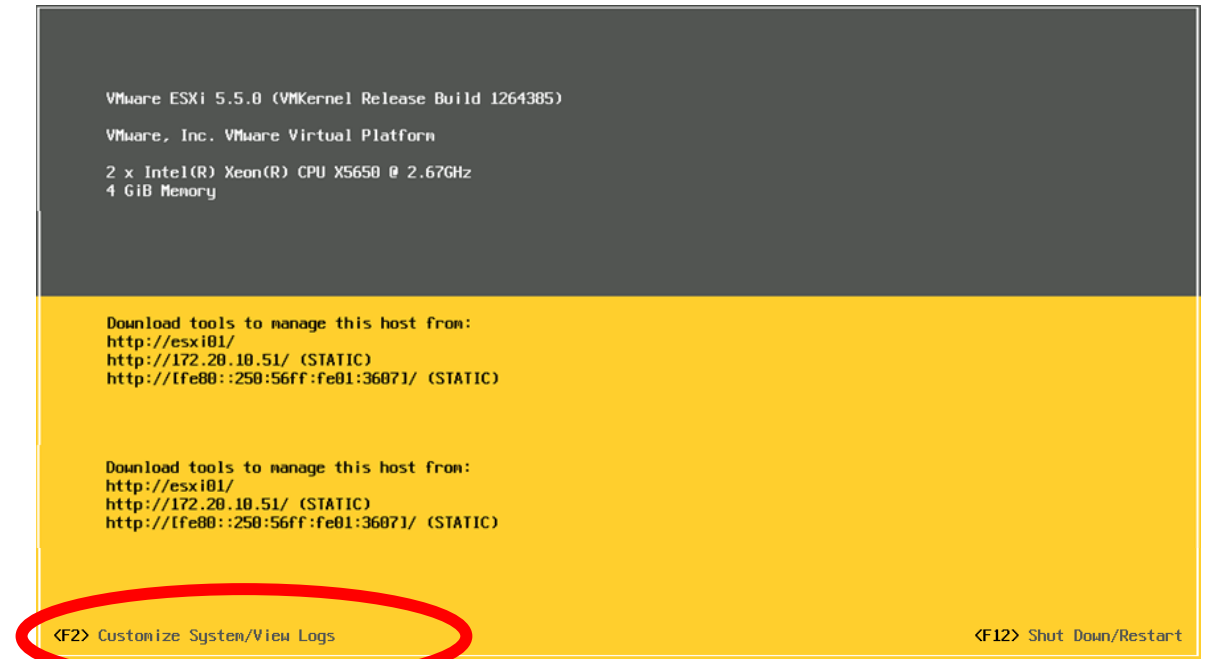 VMware ESXi 5.5.0 (VMKernel Release Build 1264385)
VMware, Inc. VMware Virtual Platform
2 x Intel(R) Xeon(R) CPU X5650 @ 2.67GHz
4 GiB Memory
Download tools to manage this host from:
http://esxi01/
http://172.20.10.51/ (STATIC)
http://[fe80::250:56ff:fe01:3607]/ (STATIC)
Download tools to manage this host from:
http://esxi01/
http://172.20.10.51/ (STATIC)
http://[fe80::250:56ff:fe01:3607]/ (STATIC)
<F2> Customize System/View Logs
<F12> Shut Down/Restart